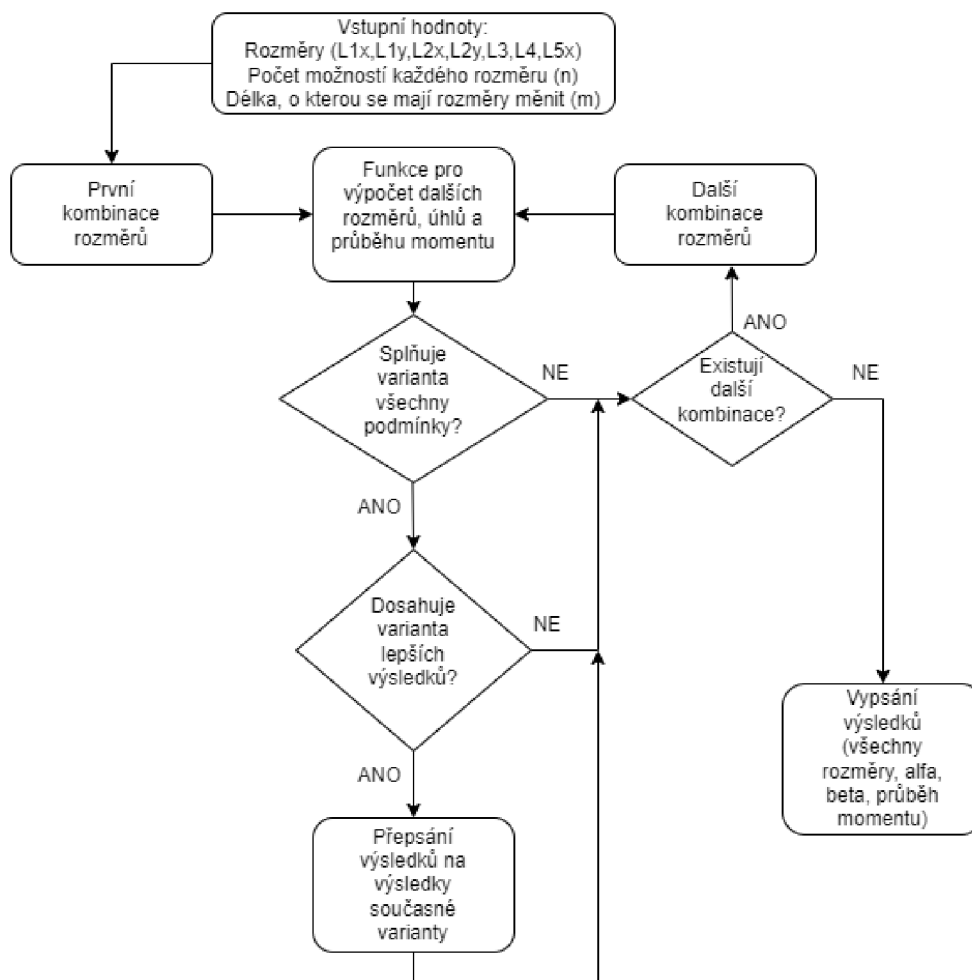 Vstupní hodnoty:
Rozměry (L1x,L1y,L2x,L2y,L3,L4,L5x)
Počet možností každého rozměru (n)
Délka, o kterou se mají rozměry měnit (m)
První
kombinace
rozměrů
Funkce pro
výpočet dalších
rozměrů, úhlů a
průběhu momentu
Další
kombinace
rozměrů
ANO
Splňuje
varianta
všechny
podmínky?
NE
Existují
další
kombinace?
NE
ANO
Dosahuje
varianta
lepších
výsledků?
NE
Vypsání
výsledků
(všechny
rozměry, alfa,
beta, průběh
momentu)
ANO
Přepsání
výsledků na
výsledky
současné
varianty